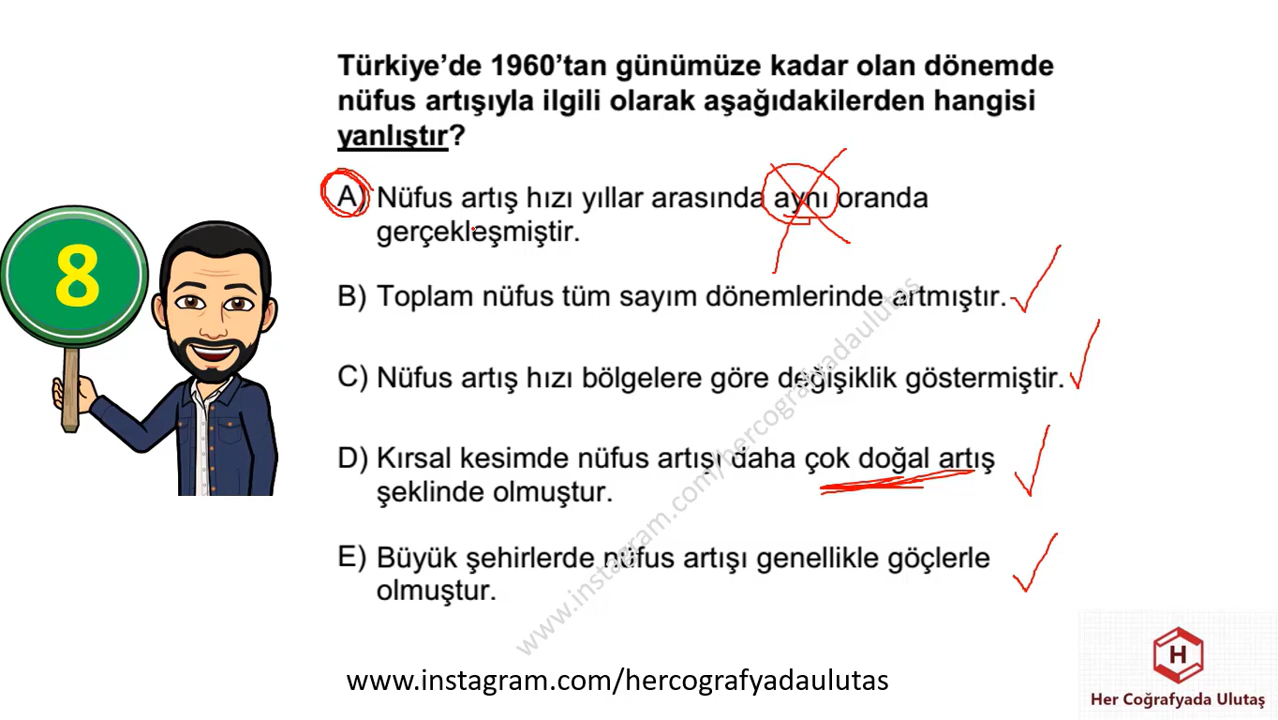 Türkiye’de 1960’tan günümüze kadar olan dönemde
nüfus artışıyla ilgili olarak aşağıdakilerden hangisi
yanlıştır?
A) Nüfus artış hızı yıllar arasında aynı oranda
gerçekleşmiştir.
B) Toplam nüfus tüm sayım dönemlerinde artmıştır.
C) Nüfus artış hızı bölgelere göre değişiklik göstermiştir.
D) Kırsal kesimde nüfus artışı daha çok doğal artış
şeklinde olmuştur.
E) Büyük şehirlerde nüfus artışı genellikle göçlerle
olmuştur.
8
www.instagram.com/hercografyadaulutas
www.instagram.com/hercografyadaulutas
H
Her Coğrafyada Ulutaş